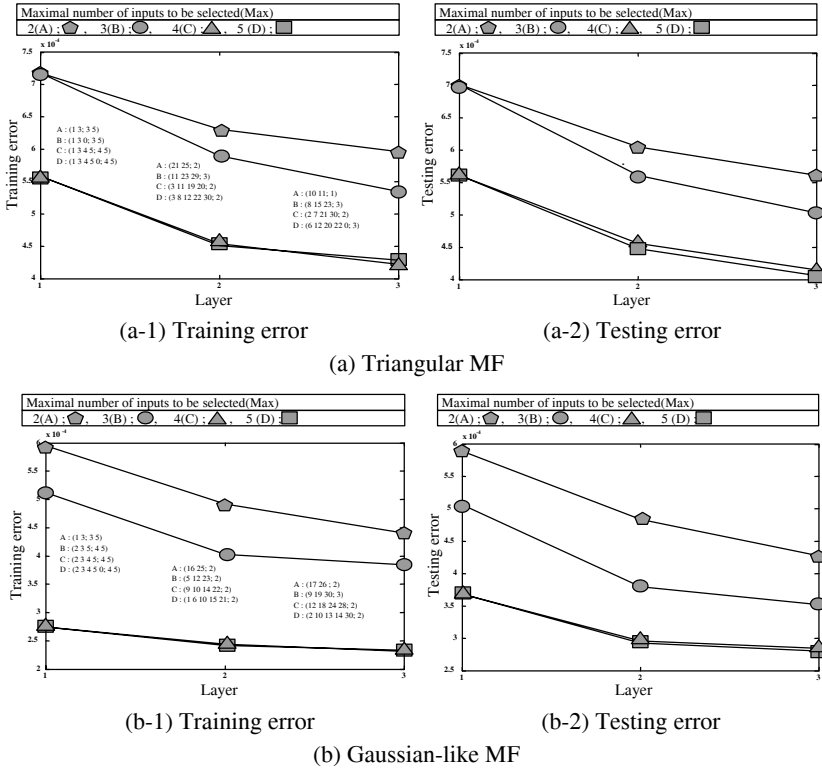 Maximal number of inputs to be selected(Max)
2(A) ; , 3(B) ; , 4(C) ; , 5 (D) ;
x 10⁻⁴
7.5
7
6.5
6
5.5
5
4.5
4
Training error
A : (1 3; 3 5)
B : (1 3 0; 3 5)
C : (1 3 4 5; 4 5)
D : (1 3 4 5 0; 4 5)
A : (21 25; 2)
B : (11 23 29; 3)
C : (3 11 19 20; 2)
D : (3 8 12 22 30; 2)
A : (10 11; 1)
B : (8 15 23; 3)
C : (2 7 21 30; 2)
D : (6 12 20 22 0; 3)
1 2 3
Layer
(a-1) Training error
Maximal number of inputs to be selected(Max)
2(A) ; , 3(B) ; , 4(C) ; , 5 (D) ;
x 10⁻⁴
7.5
7
6.5
6
5.5
5
4.5
4
Testing error
1 2 3
Layer
(a-2) Testing error
(a) Triangular MF
Maximal number of inputs to be selected(Max)
2(A) ; , 3(B) ; , 4(C) ; , 5 (D) ;
x 10⁻⁴
6
5.5
5
4.5
4
3.5
3
2.5
2
Training error
A : (1 3; 3 5)
B : (2 3 5; 4 5)
C : (2 3 4 5; 4 5)
D : (2 3 4 5 0; 4 5)
A : (16 25; 2)
B : (5 12 23; 2)
C : (9 10 14 22; 2)
D : (1 6 10 15 21; 2)
A : (17 26 ; 2)
B : (9 19 30; 3)
C : (12 18 24 28; 2)
D : (2 10 13 14 30; 2)
1 2 3
Layer
(b-1) Training error
Maximal number of inputs to be selected(Max)
2(A) ; , 3(B) ; , 4(C) ; , 5 (D) ;
x 10⁻⁴
6
5.5
5
4.5
4
3.5
3
2.5
Testing error
1 2 3
Layer
(b-2) Testing error
(b) Gaussian-like MF